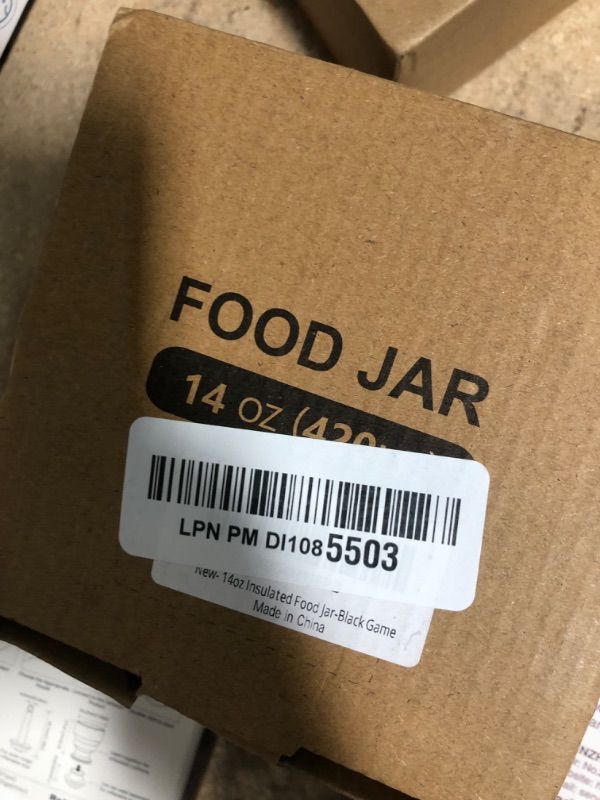 FOOD JAR
14 OZ (420
LPN PM DI1085503
New- 14oz Insulated Food Jar-Black Game
Made in China